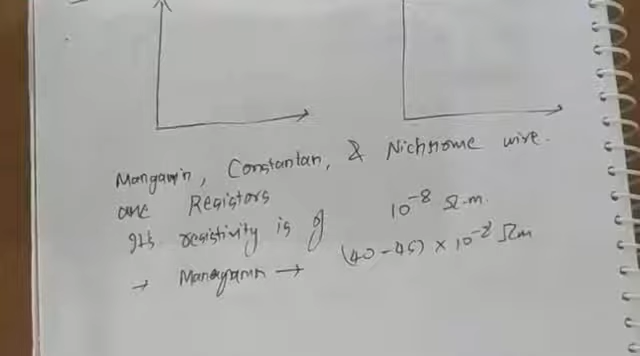 Manganin, Constantan, & Nichrome wire.
are Resistors
Its resistivity is of 10⁻⁸ Ω.m.
→ Manganin → (40-45) × 10⁻⁸ Ωm